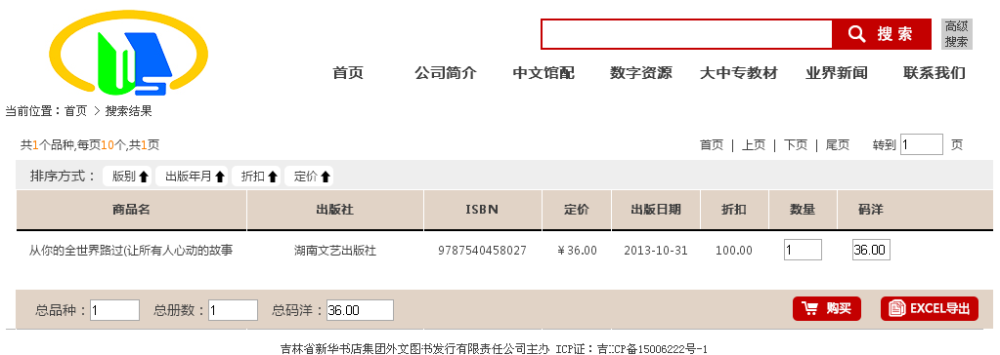 搜 索
高级
搜索
首页 公司简介 中文馆配 数字资源 大中专教材 业界新闻 联系我们
当前位置：首页 > 搜索结果
共1个品种,每页10个,共1页 首页 | 上页 | 下页 | 尾页 转到 1 页
排序方式： 版别 出版年月 折扣 定价
商品名 出版社 ISBN 定价 出版日期 折扣 数量 码洋
从你的全世界路过(让所有人心动的故事 湖南文艺出版社 9787540458027 ￥36.00 2013-10-31 100.00 1 36.00
总品种：1 总册数：1 总码洋：36.00 购买 EXCEL导出
吉林省新华书店集团外文图书发行有限责任公司主办 ICP证：吉ICP备15006222号-1